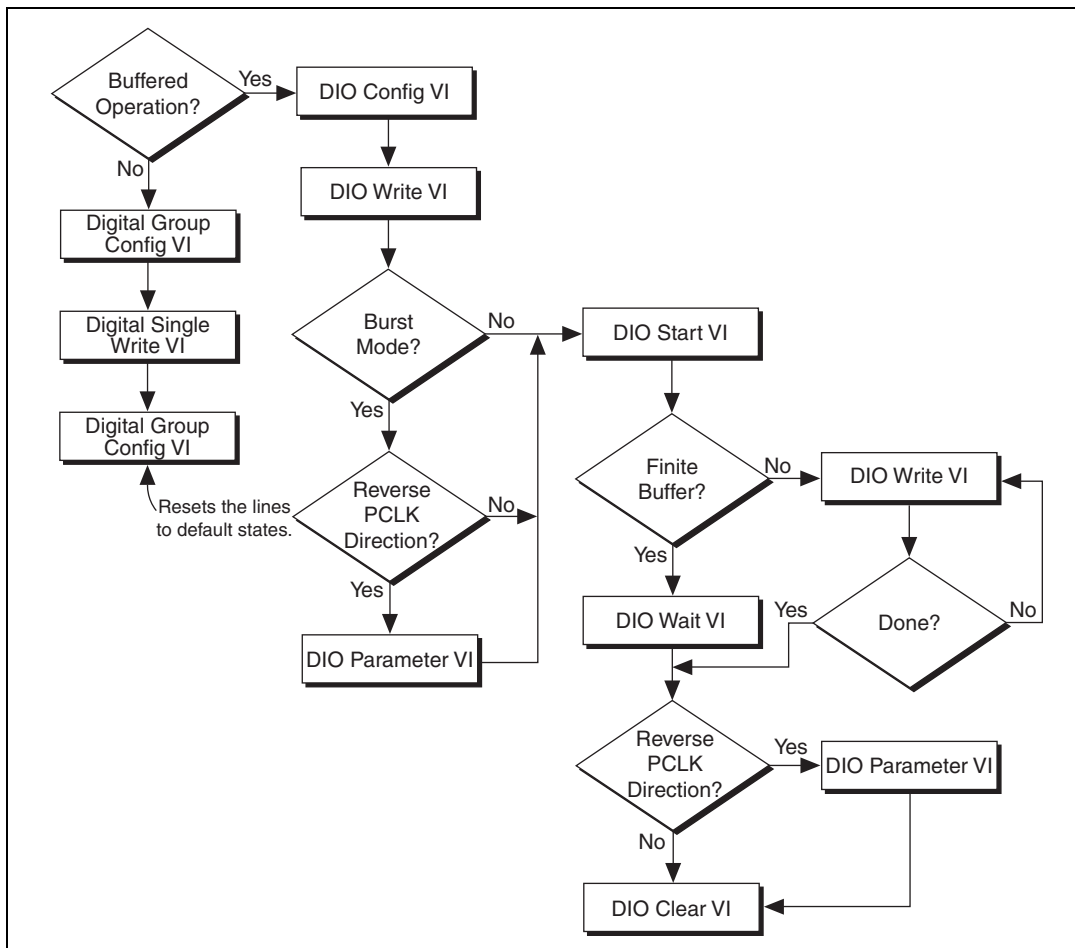 Buffered
Operation?
Yes
DIO Config VI
No
DIO Write VI
Digital Group
Config VI
Digital Single
Write VI
Digital Group
Config VI
Resets the lines
to default states.
Burst
Mode?
No
Yes
Reverse
PCLK
Direction?
No
Yes
DIO Parameter VI
DIO Start VI
Finite
Buffer?
No
DIO Write VI
Yes
DIO Wait VI
Yes
Done?
No
Reverse
PCLK
Direction?
Yes
DIO Parameter VI
No
DIO Clear VI